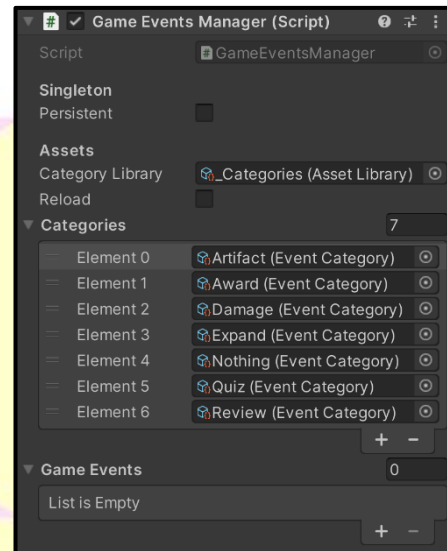 Game Events Manager (Script)
Script GameEventsManager
Singleton
Persistent
Assets
Category Library _Categories (Asset Library)
Reload
Categories 7
Element 0 Artifact (Event Category)
Element 1 Award (Event Category)
Element 2 Damage (Event Category)
Element 3 Expand (Event Category)
Element 4 Nothing (Event Category)
Element 5 Quiz (Event Category)
Element 6 Review (Event Category)
+ -
Game Events 0
List is Empty
+ -